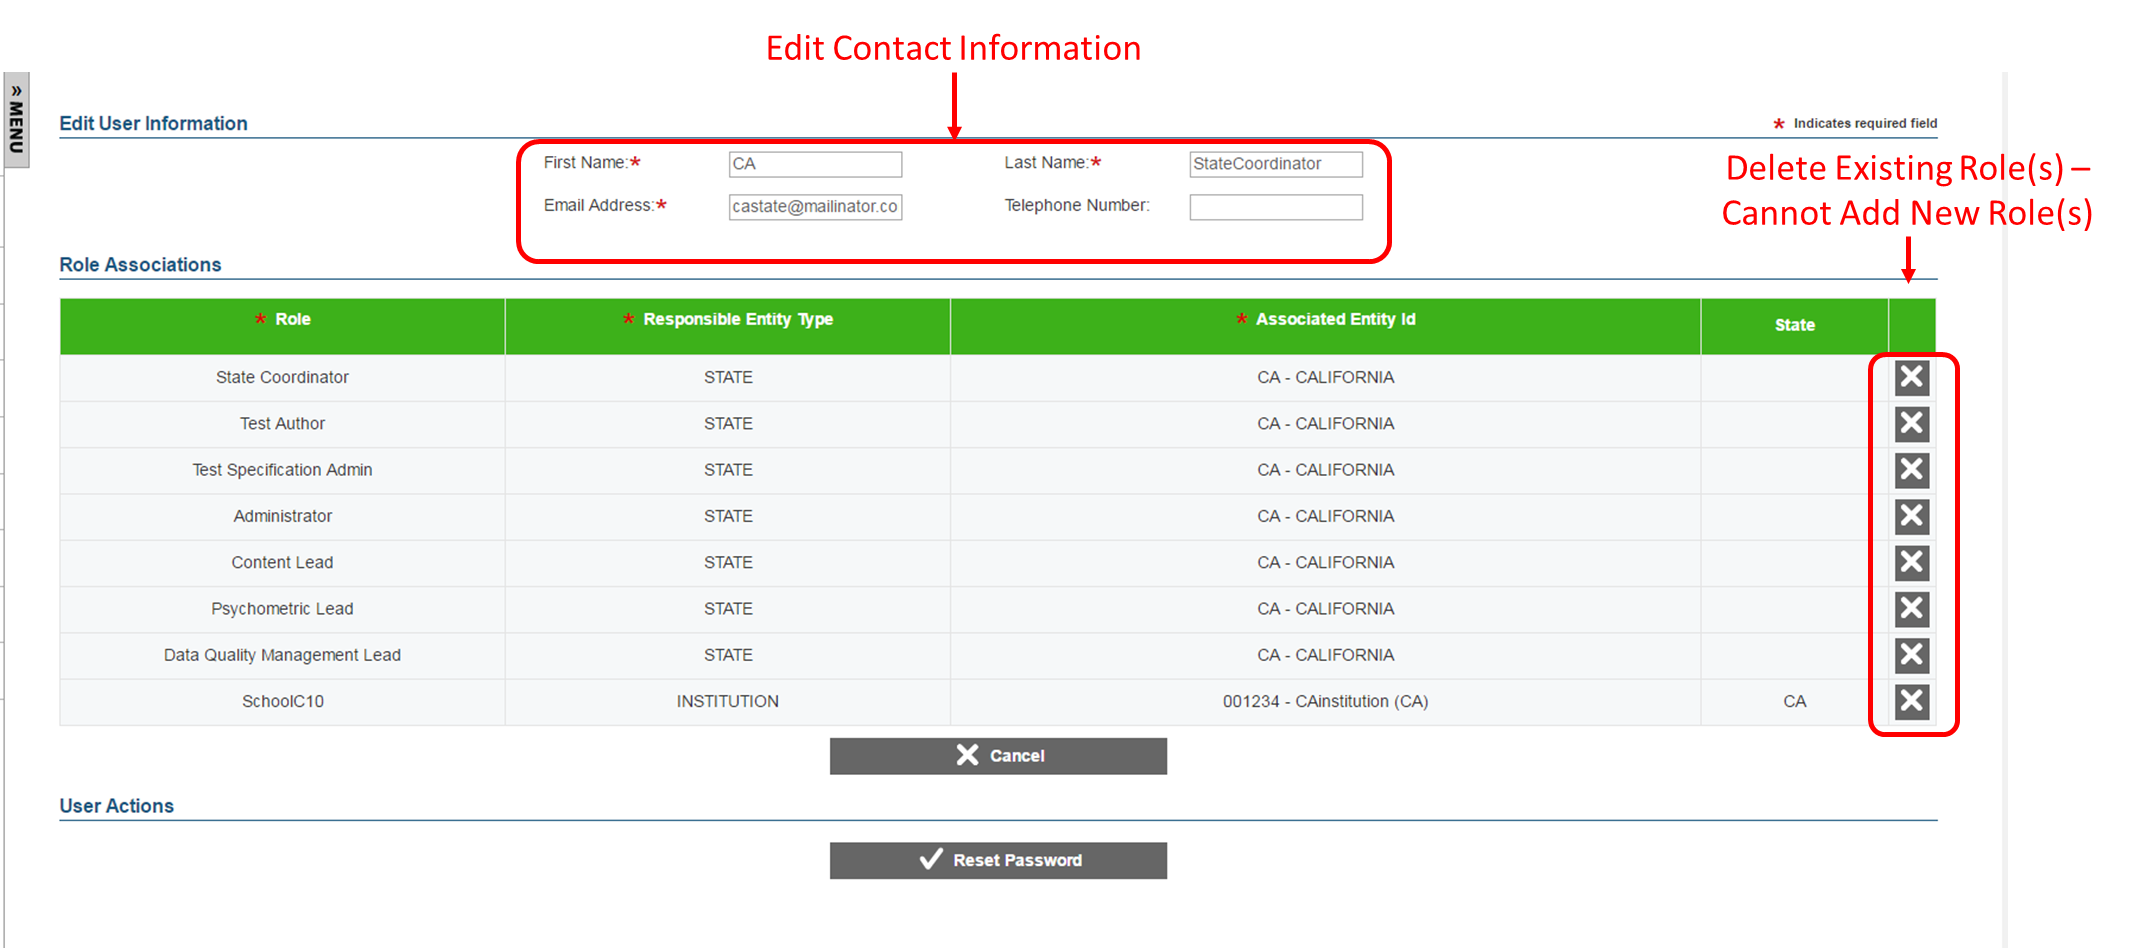 Edit Contact Information
» MENU
Edit User Information
* Indicates required field
First Name:* CA Last Name:* StateCoordinator
Email Address:* castate@mailinator.co Telephone Number:
Delete Existing Role(s) –
Cannot Add New Role(s)
Role Associations
* Role * Responsible Entity Type * Associated Entity Id State
State Coordinator STATE CA - CALIFORNIA
Test Author STATE CA - CALIFORNIA
Test Specification Admin STATE CA - CALIFORNIA
Administrator STATE CA - CALIFORNIA
Content Lead STATE CA - CALIFORNIA
Psychometric Lead STATE CA - CALIFORNIA
Data Quality Management Lead STATE CA - CALIFORNIA
SchoolC10 INSTITUTION 001234 - CAinstitution (CA) CA
Cancel
User Actions
Reset Password